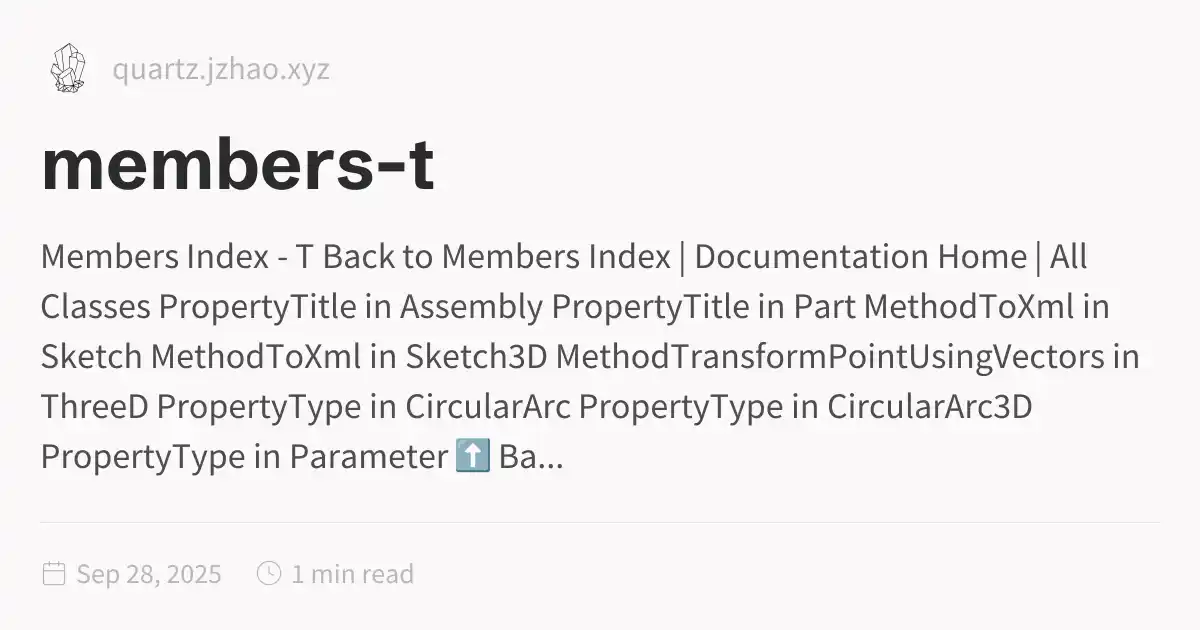 quartz.jzhao.xyz
members-t
Members Index - T Back to Members Index | Documentation Home | All
Classes PropertyTitle in Assembly PropertyTitle in Part MethodToXml in
Sketch MethodToXml in Sketch3D MethodTransformPointUsingVectors in
ThreeD PropertyType in CircularArc PropertyType in CircularArc3D
PropertyType in Parameter ⬆️ Ba...
Sep 28, 2025 1 min read